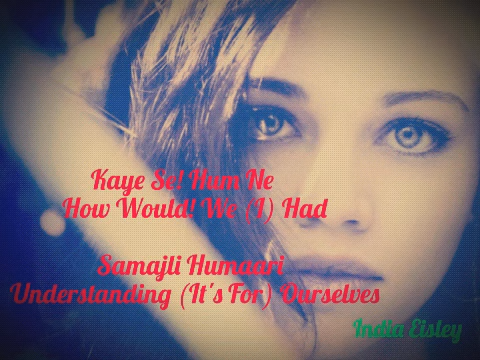 Kaye Se! Hum Ne
How Would! We (I) Had
Samajli Humaari
Understanding (It's For) Ourselves
India Eisley